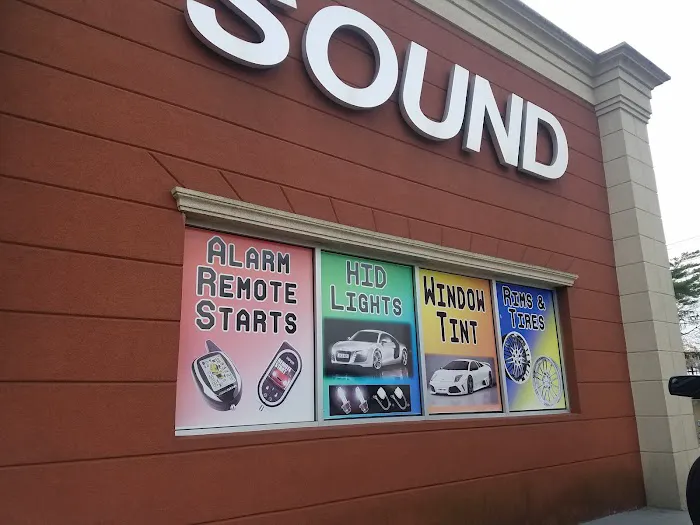 SOUND
ALARM
REMOTE
STARTS
HID
LIGHTS
WINDOW
TINT
RIMS &
TIRES